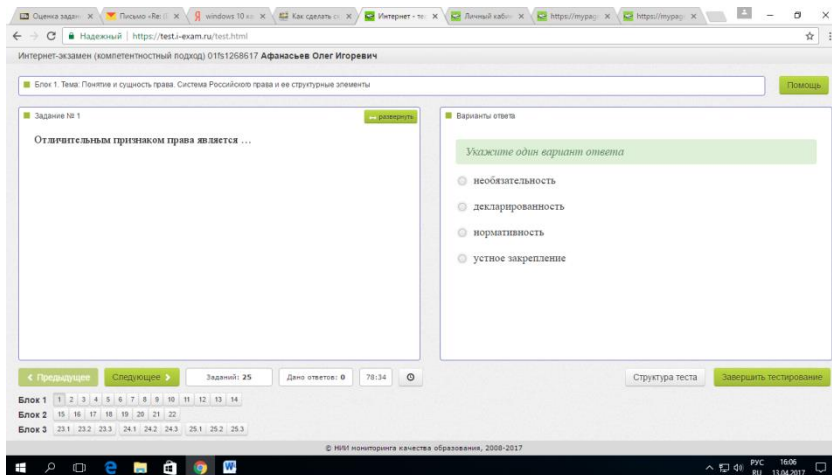 Оценка задан
Письмо «Re:
windows 10 ка
Как сделать с
Интернет - те
Личный кабин
https://mypag
https://mypag
Надежный | https://test.i-exam.ru/test.html
Интернет-экзамен (компетентностный подход) 01fs1268617 Афанасьев Олег Игоревич
Блок 1. Тема: Понятие и сущность права. Система Российского права и ее структурные элементы
Помощь
Задание № 1
развернуть
Отличительным признаком права является …
Варианты ответа
Укажите один вариант ответа
необязательность
декларированность
нормативность
устное закрепление
Предыдущее
Следующее
Заданий: 25
Дано ответов: 0
78:34
Структура теста
Завершить тестирование
Блок 1 1 2 3 4 5 6 7 8 9 10 11 12 13 14
Блок 2 15 16 17 18 19 20 21 22
Блок 3 23.1 23.2 23.3 24.1 24.2 24.3 25.1 25.2 25.3
© НИИ мониторинга качества образования, 2008-2017
РУС
RU
16:06
13.04.2017